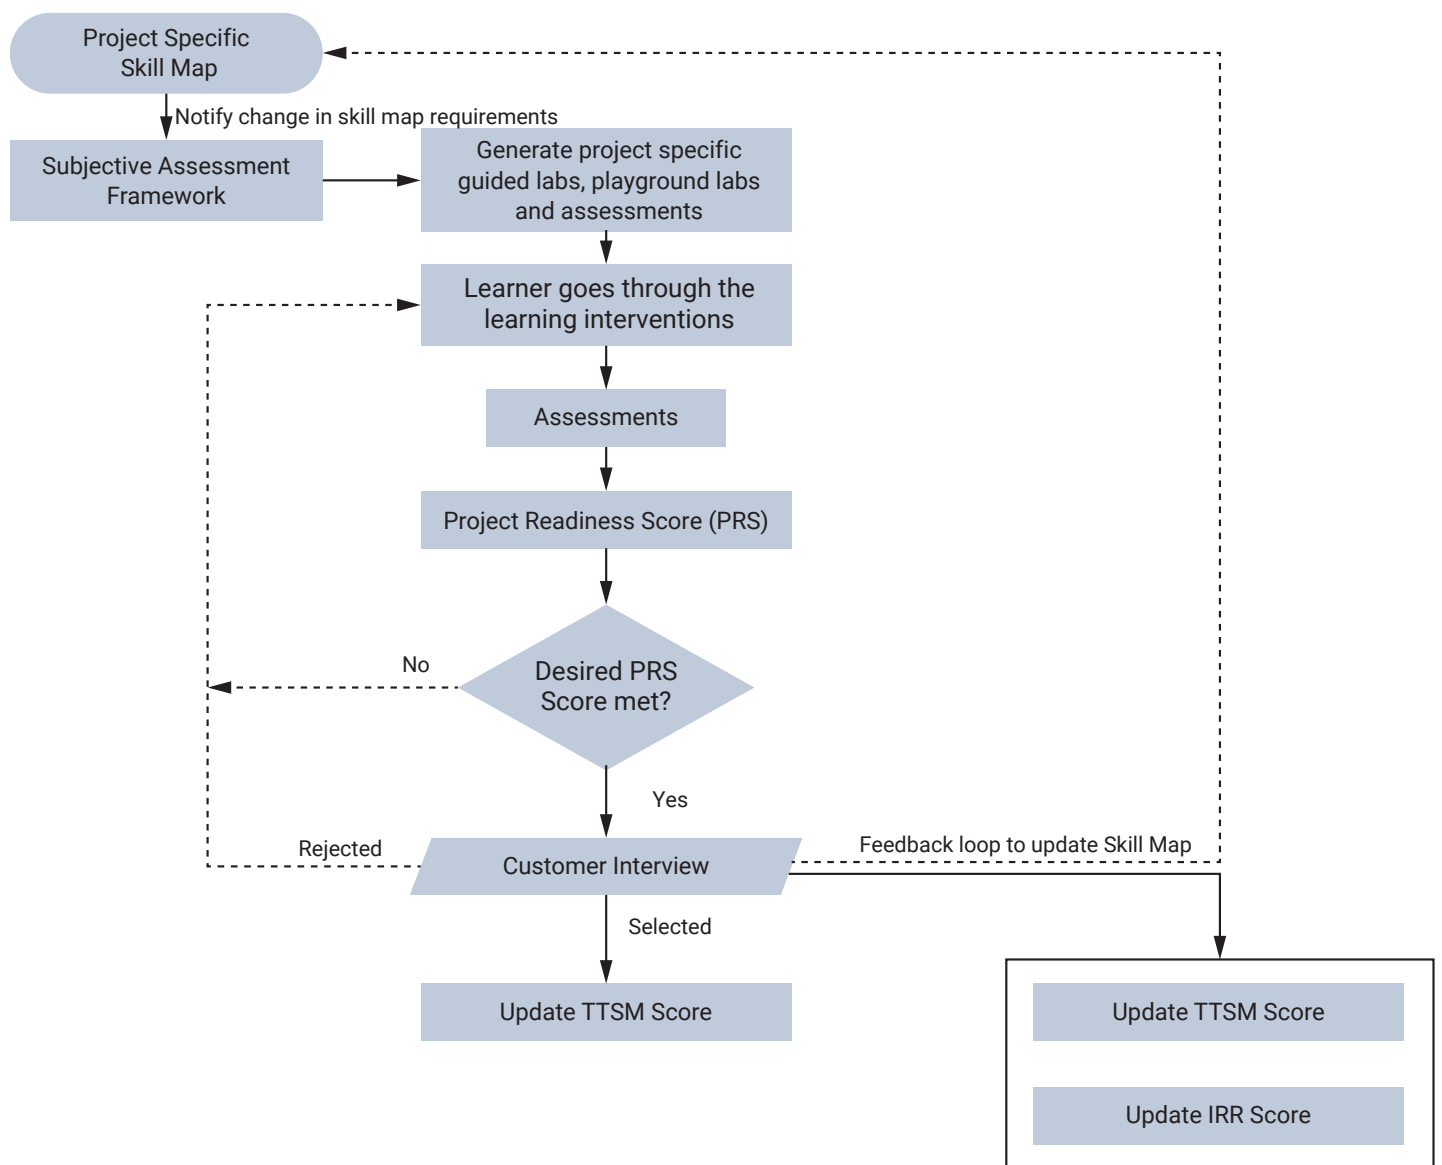 Project Specific
Skill Map
Notify change in skill map requirements
Subjective Assessment
Framework
Generate project specific
guided labs, playground labs
and assessments
Learner goes through the
learning interventions
Assessments
Project Readiness Score (PRS)
Desired PRS
Score met?
No
Yes
Rejected
Customer Interview
Feedback loop to update Skill Map
Selected
Update TTSM Score
Update TTSM Score
Update IRR Score